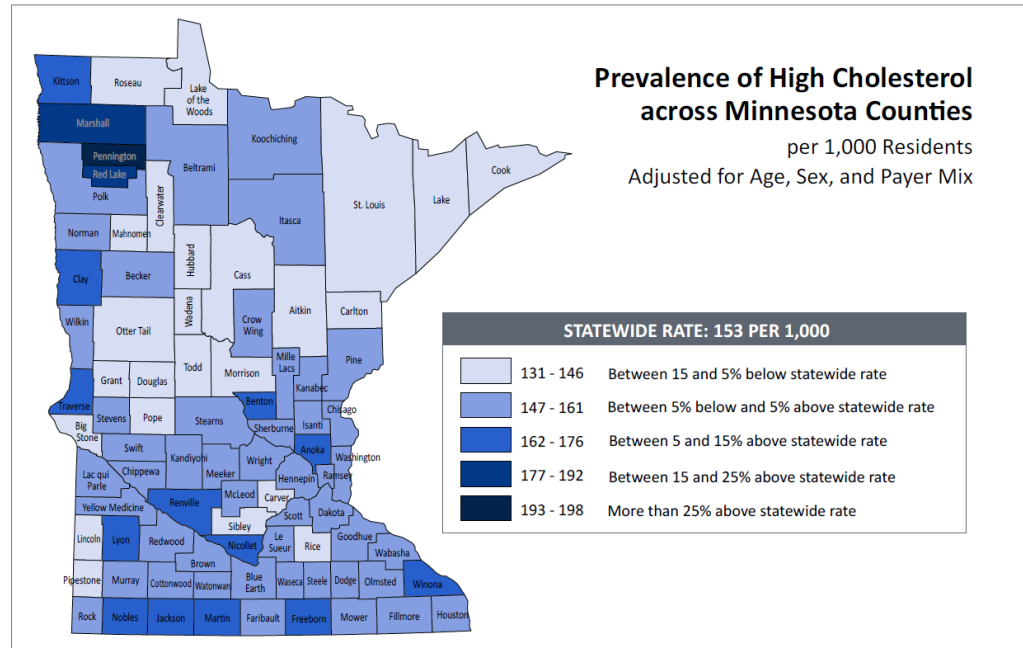 Prevalence of High Cholesterol
across Minnesota Counties
per 1,000 Residents
Adjusted for Age, Sex, and Payer Mix
STATEWIDE RATE: 153 PER 1,000
131 - 146 Between 15 and 5% below statewide rate
147 - 161 Between 5% below and 5% above statewide rate
162 - 176 Between 5 and 15% above statewide rate
177 - 192 Between 15 and 25% above statewide rate
193 - 198 More than 25% above statewide rate
Kittson
Roseau
Lake
of the
Woods
Marshall
Koochiching
Pennington
Beltrami
Red Lake
Polk
Clearwater
Cook
Lake
St. Louis
Itasca
Norman
Mahnomen
Hubbard
Cass
Clay
Becker
Wadena
Aitkin
Carlton
Wilkin
Otter Tail
Crow
Wing
Pine
Todd
Mille
Lacs
Morrison
Kanabec
Grant
Douglas
Traverse
Benton
Chisago
Big
Stone
Stevens
Pope
Stearns
Sherburne
Isanti
Swift
Anoka
Washington
Kandiyohi
Wright
Chippewa
Meeker
Hennepin
Ramsey
Lac qui
Parle
McLeod
Carver
Renville
Yellow Medicine
Scott
Dakota
Sibley
Lincoln
Lyon
Redwood
Nicollet
Le
Sueur
Rice
Goodhue
Wabasha
Brown
Pipestone
Murray
Cottonwood
Watonwan
Blue
Earth
Waseca
Steele
Dodge
Olmsted
Winona
Rock
Nobles
Jackson
Martin
Faribault
Freeborn
Mower
Fillmore
Houston